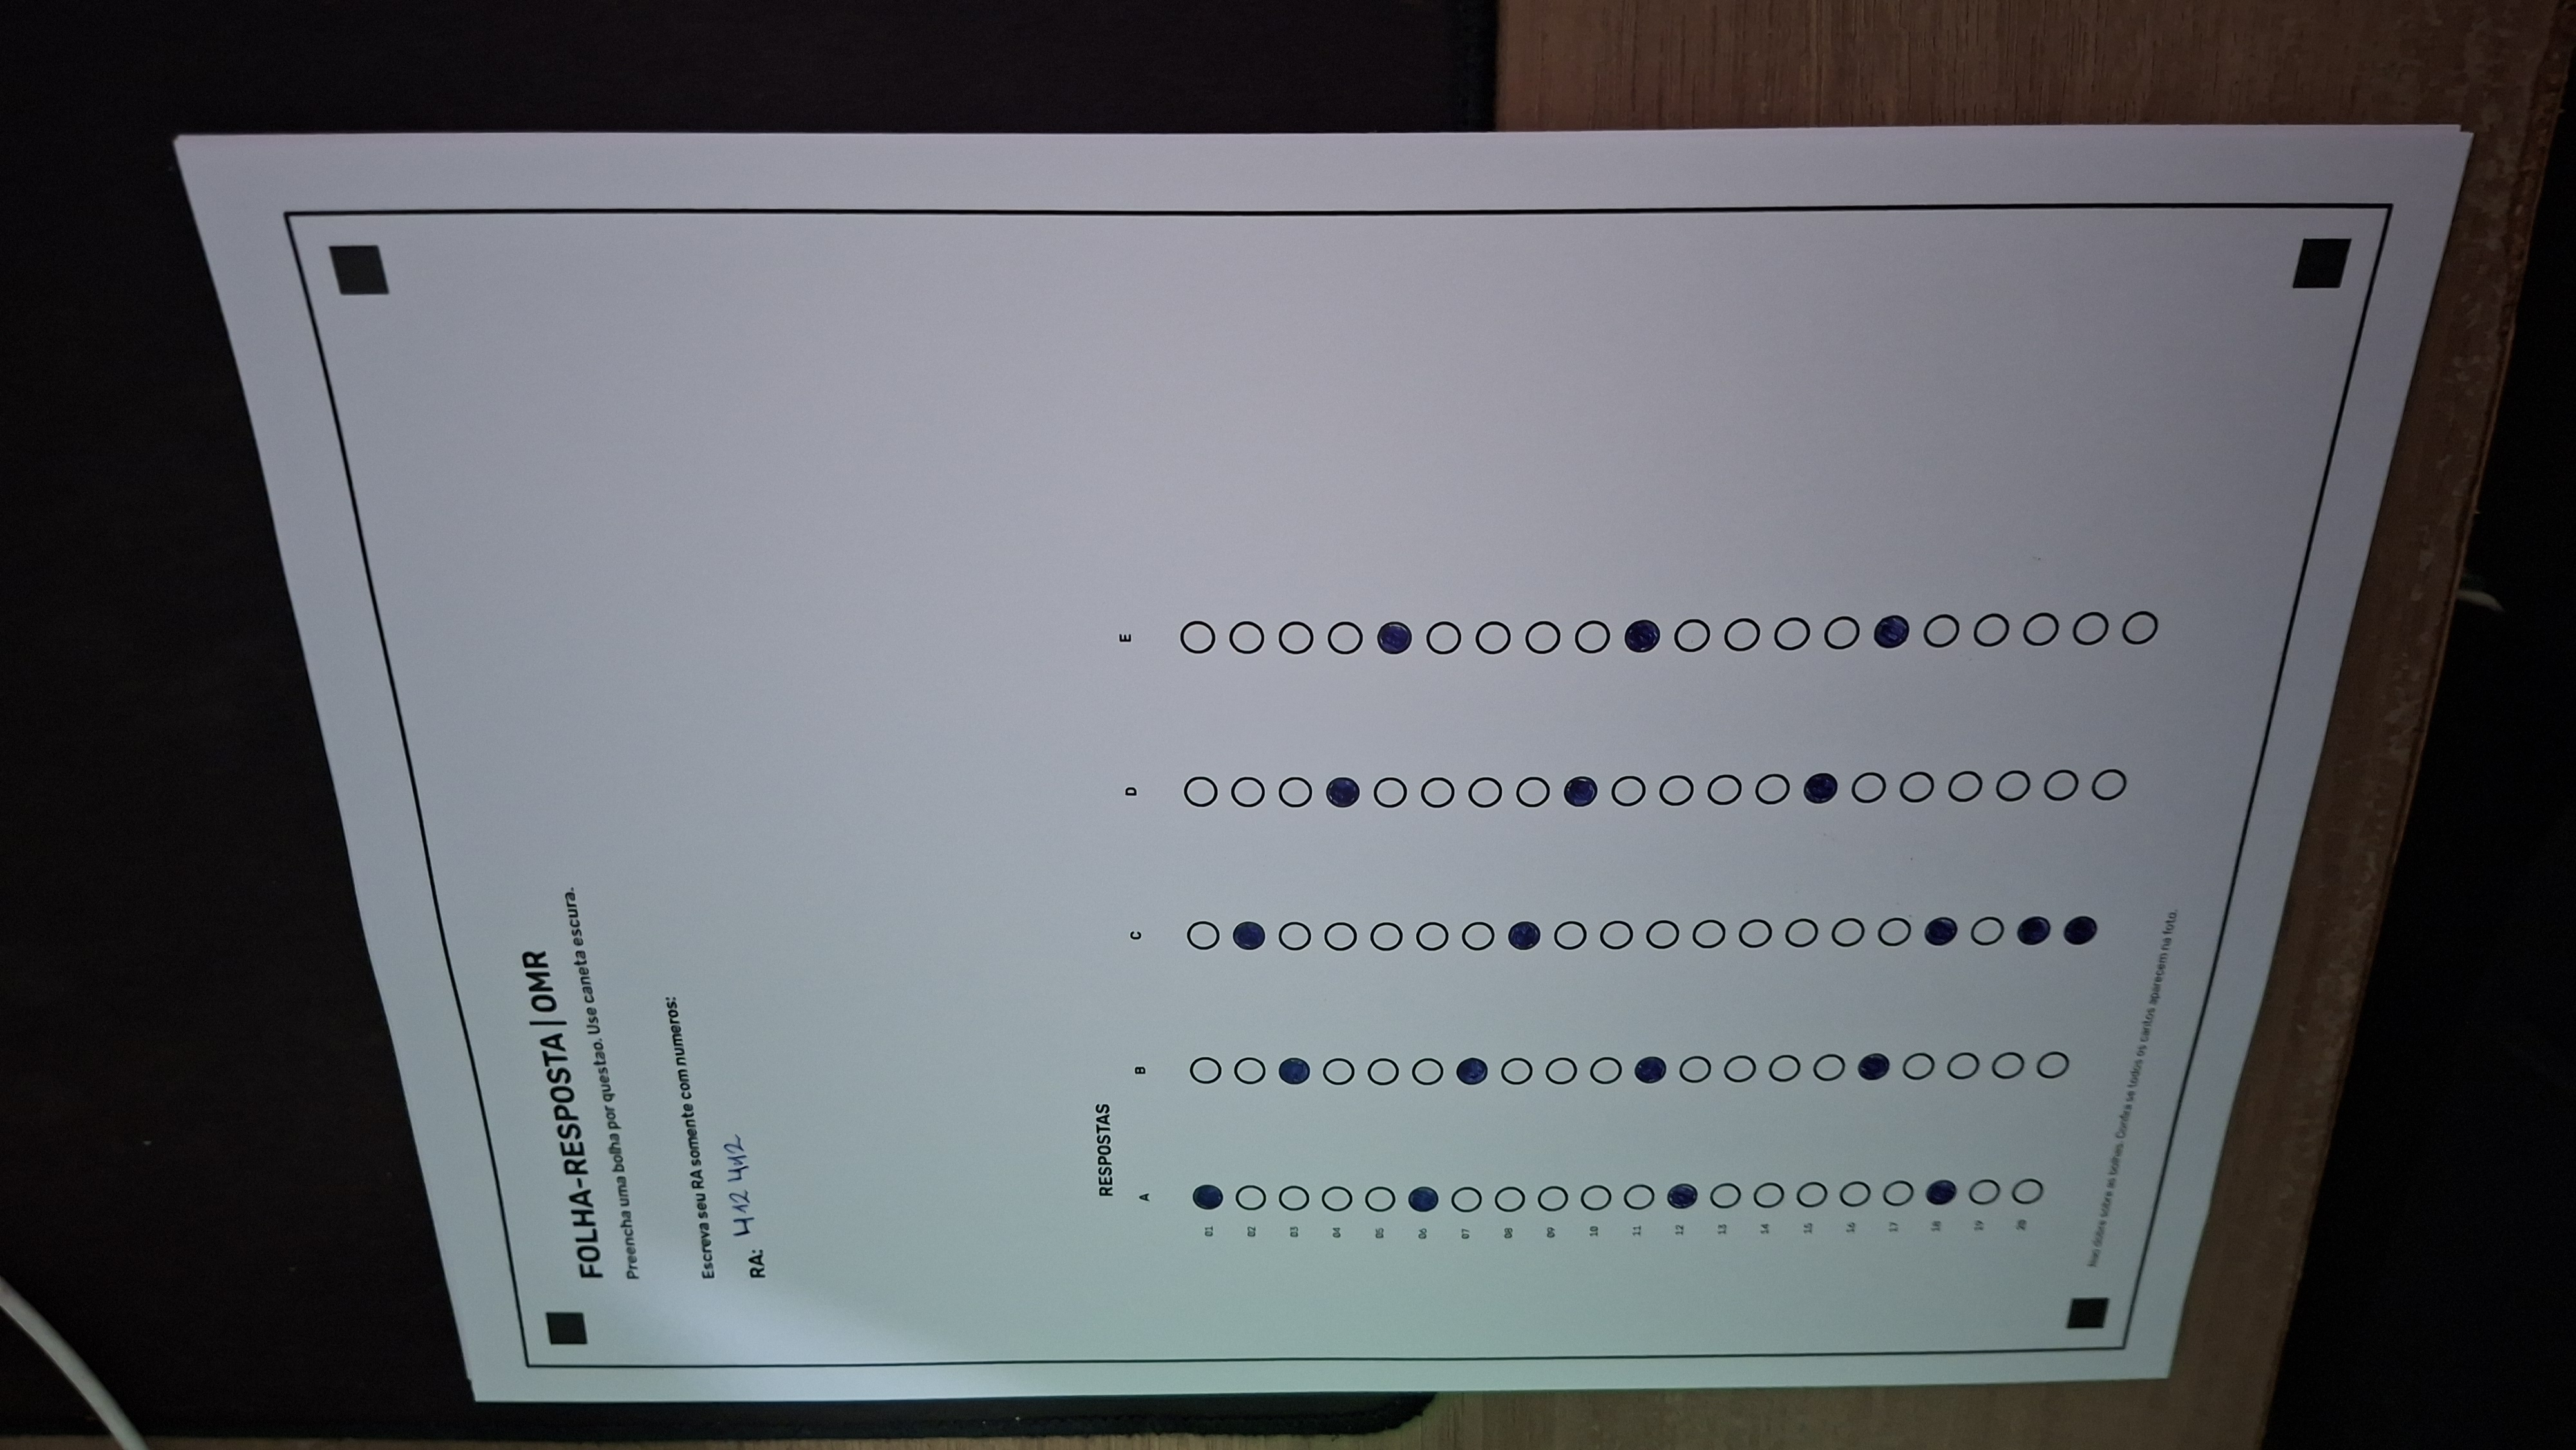 FOLHA-RESPOSTA | OMR
Preencha uma bolha por questao. Use caneta escura.
Escreva seu RA somente com numeros:
RA: 412 412
RESPOSTAS
A B C D E
01
02
03
04
05
06
07
08
09
10
11
12
13
14
15
16
17
18
19
20
Nao dobre sobre as bolhas. Confira se todos os cantos aparecem na foto.